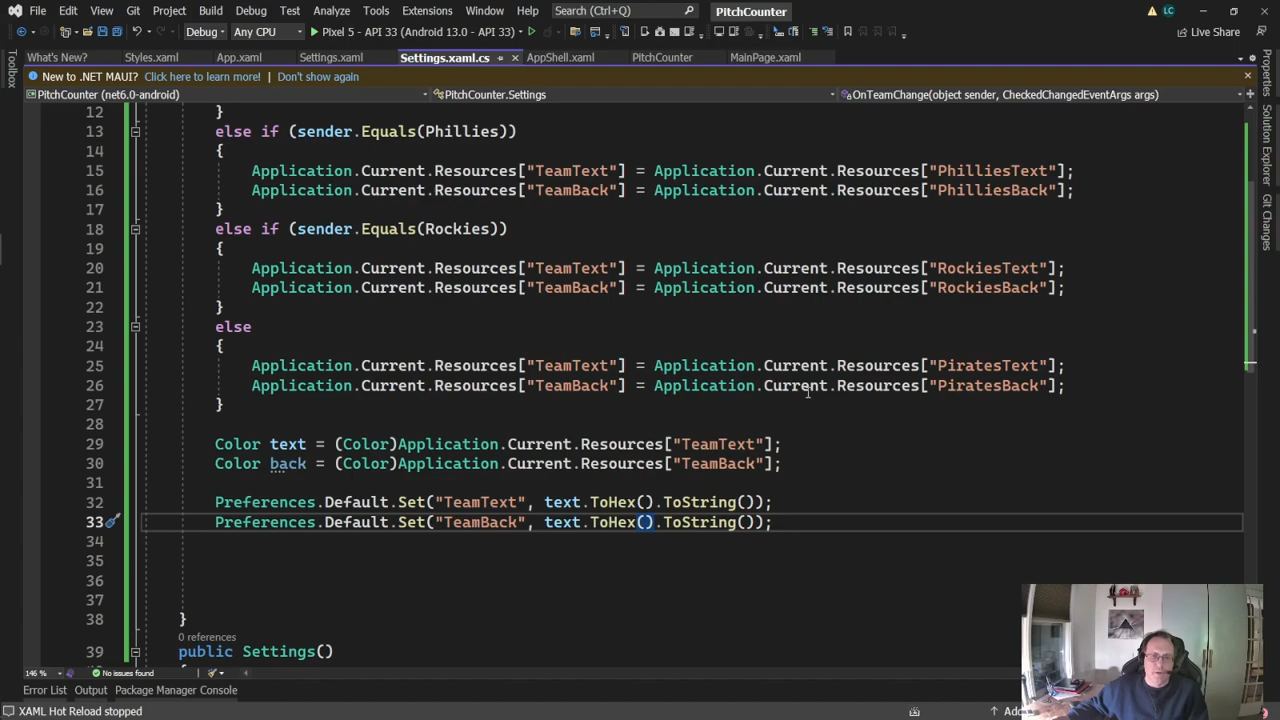 File Edit View Git Project Build Debug Test Analyze Tools Extensions Window Help Search (Ctrl+Q) PitchCounter LC
Debug Any CPU Pixel 5 - API 33 (Android 13.0 - API 33) Live Share
What's New? Styles.xaml App.xaml Settings.xaml Settings.xaml.cs AppShell.xaml PitchCounter MainPage.xaml
New to .NET MAUI? Click here to learn more! Don't show again
PitchCounter (net6.0-android) PitchCounter.Settings OnTeamChange(object sender, CheckedChangedEventArgs args)
Toolbox
Properties
Solution Explorer
Git Changes
12 }
13 else if (sender.Equals(Phillies))
14 {
15 Application.Current.Resources["TeamText"] = Application.Current.Resources["PhilliesText"];
16 Application.Current.Resources["TeamBack"] = Application.Current.Resources["PhilliesBack"];
17 }
18 else if (sender.Equals(Rockies))
19 {
20 Application.Current.Resources["TeamText"] = Application.Current.Resources["RockiesText"];
21 Application.Current.Resources["TeamBack"] = Application.Current.Resources["RockiesBack"];
22 }
23 else
24 {
25 Application.Current.Resources["TeamText"] = Application.Current.Resources["PiratesText"];
26 Application.Current.Resources["TeamBack"] = Application.Current.Resources["PiratesBack"];
27 }
28
29 Color text = (Color)Application.Current.Resources["TeamText"];
30 Color back = (Color)Application.Current.Resources["TeamBack"];
31
32 Preferences.Default.Set("TeamText", text.ToHex().ToString());
33 Preferences.Default.Set("TeamBack", text.ToHex().ToString());
34
35
36
37
38 }
0 references
39 public Settings()
146 % No issues found
Error List Output Package Manager Console
XAML Hot Reload stopped